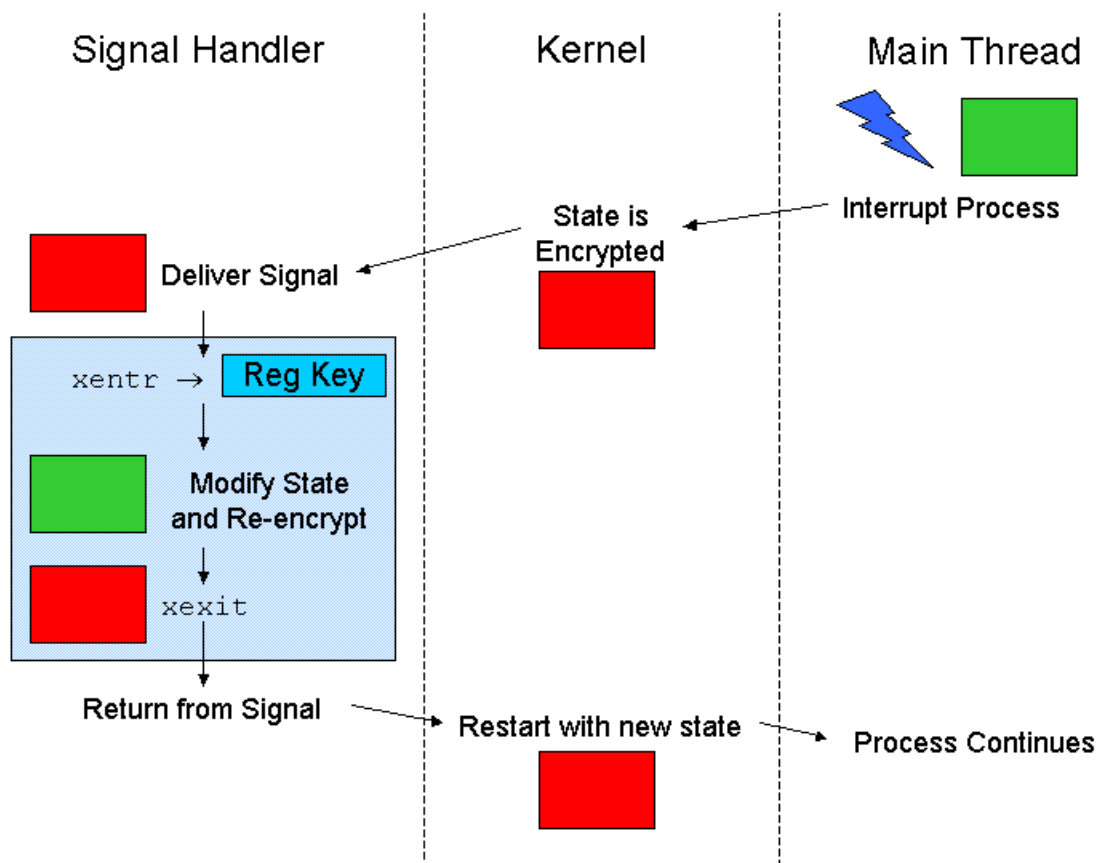 Signal Handler
Kernel
Main Thread
Interrupt Process
State is
Encrypted
Deliver Signal
xentr →
Reg Key
Modify State
and Re-encrypt
xexit
Return from Signal
Restart with new state
Process Continues